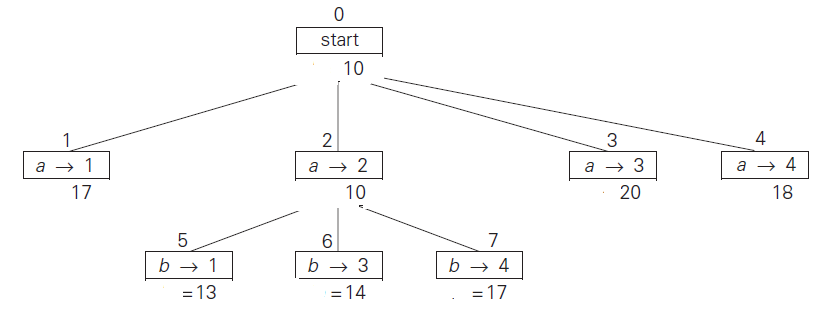 0
start
10
1 2 3 4
a → 1 a → 2 a → 3 a → 4
17 10 20 18
5 6 7
b → 1 b → 3 b → 4
=13 =14 =17